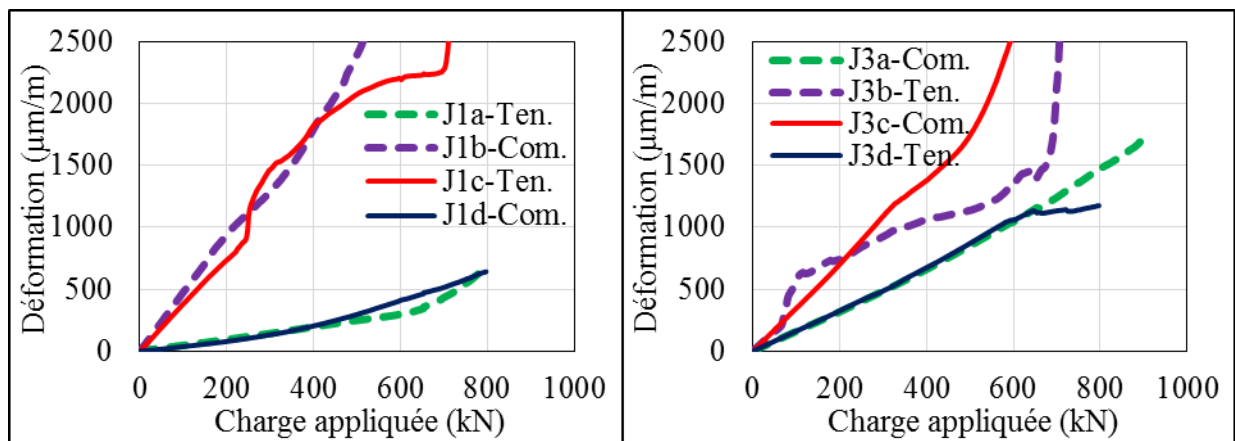 2500
2000
1500
1000
500
0
Déformation (µm/m)
J1a-Ten.
J1b-Com.
J1c-Ten.
J1d-Com.
0 200 400 600 800 1000
Charge appliquée (kN)
2500
2000
1500
1000
500
0
Déformation (µm/m)
J3a-Com.
J3b-Ten.
J3c-Com.
J3d-Ten.
0 200 400 600 800 1000
Charge appliquée (kN)